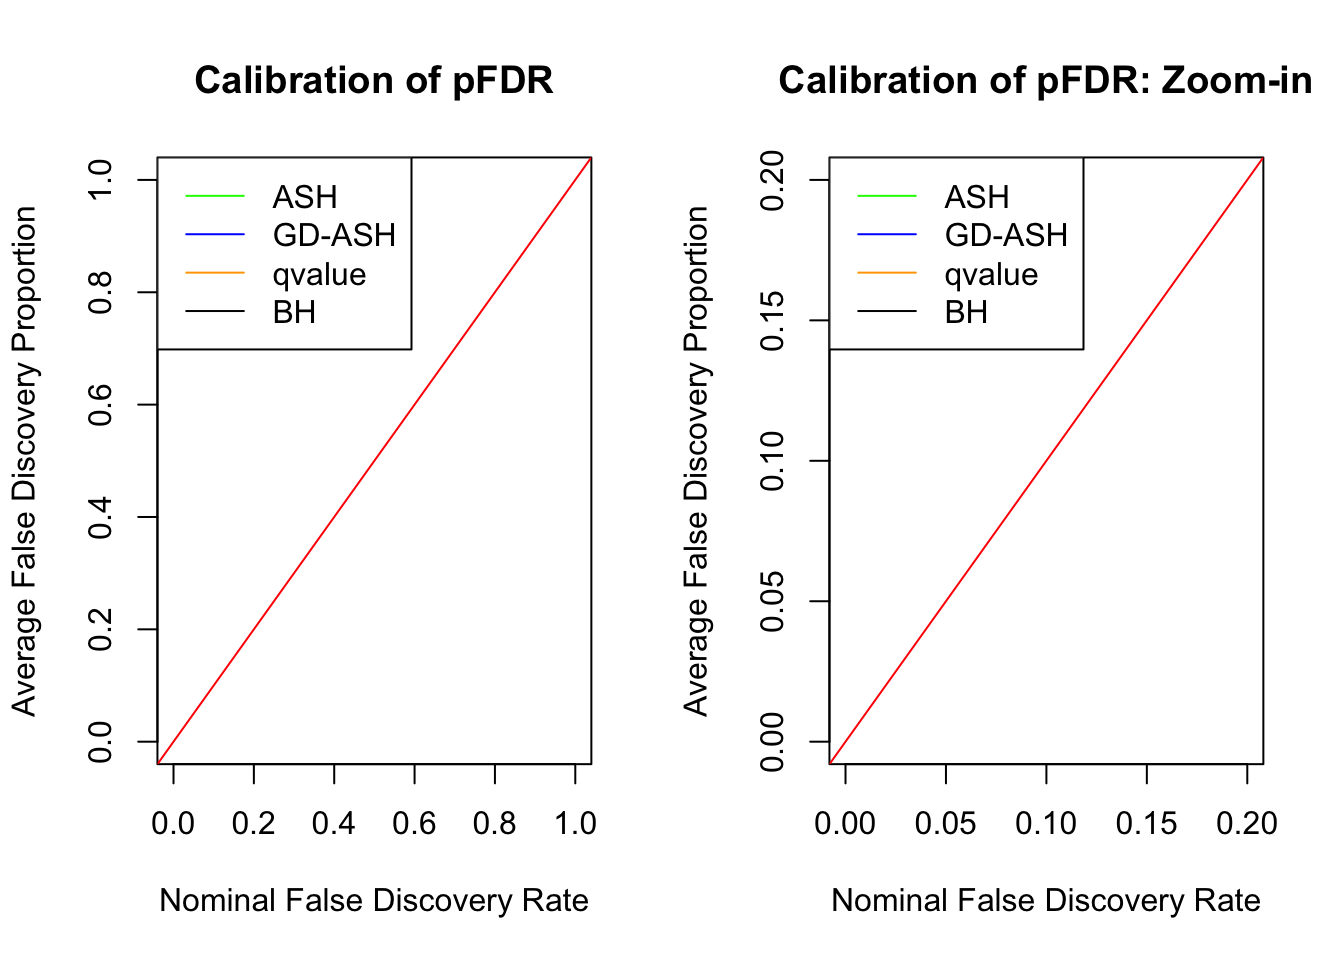 Calibration of pFDR
Average False Discovery Proportion
1.0
0.8
0.6
0.4
0.2
0.0
ASH
GD-ASH
qvalue
BH
0.0 0.2 0.4 0.6 0.8 1.0
Nominal False Discovery Rate
Calibration of pFDR: Zoom-in
Average False Discovery Proportion
0.20
0.15
0.10
0.05
0.00
ASH
GD-ASH
qvalue
BH
0.00 0.05 0.10 0.15 0.20
Nominal False Discovery Rate